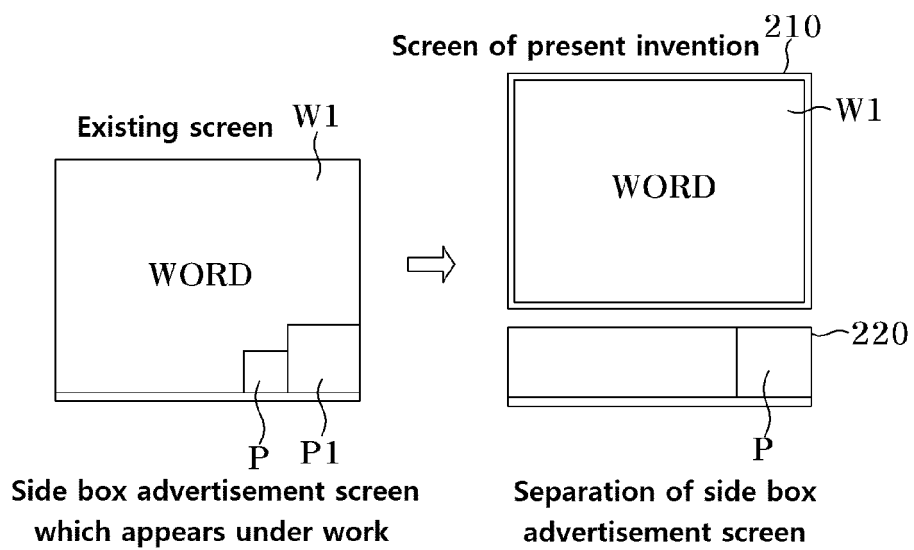 Existing screen
W1
WORD
P
P1
Side box advertisement screen
which appears under work
Screen of present invention
210
W1
WORD
220
P
Separation of side box
advertisement screen